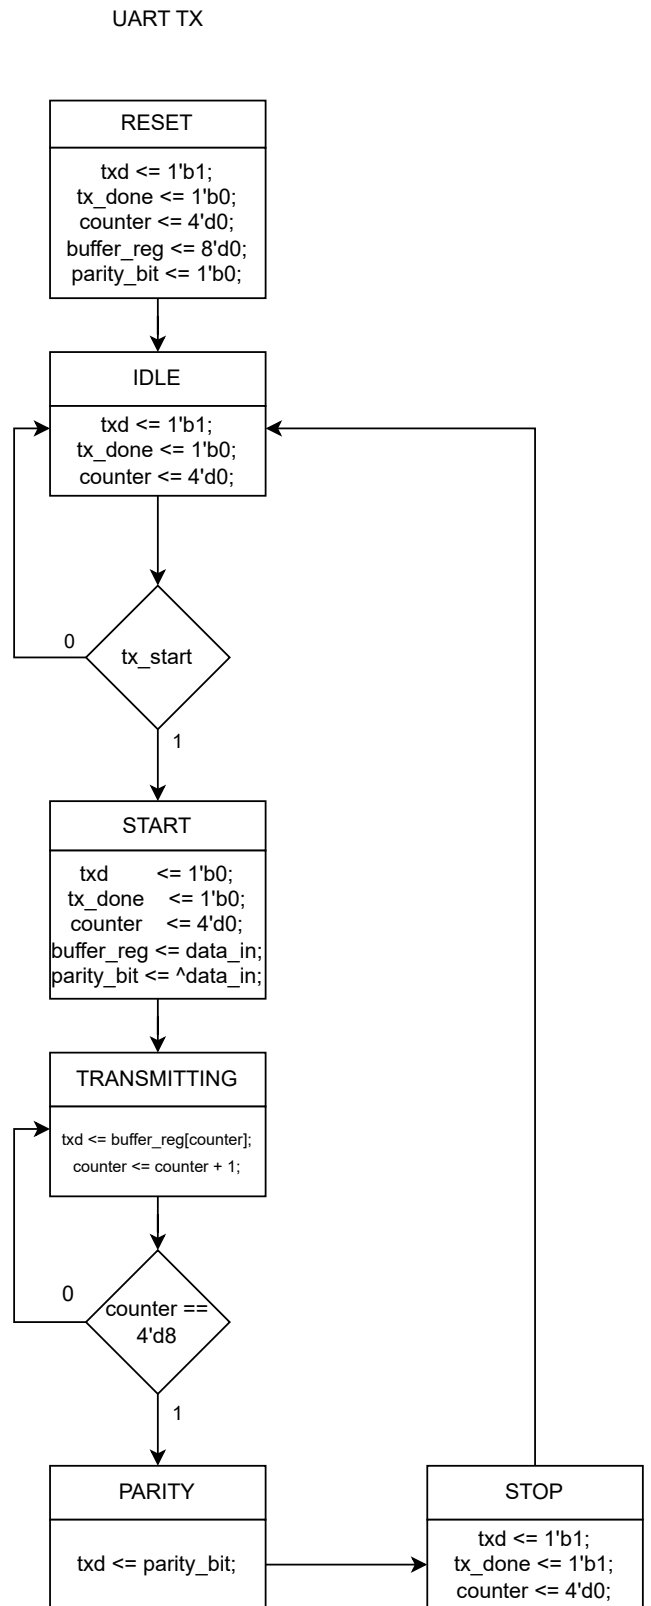 UART TX
RESET
txd <= 1'b1;
tx_done <= 1'b0;
counter <= 4'd0;
buffer_reg <= 8'd0;
parity_bit <= 1'b0;
IDLE
txd <= 1'b1;
tx_done <= 1'b0;
counter <= 4'd0;
0
tx_start
1
START
txd <= 1'b0;
tx_done <= 1'b0;
counter <= 4'd0;
buffer_reg <= data_in;
parity_bit <= ^data_in;
TRANSMITTING
txd <= buffer_reg[counter];
counter <= counter + 1;
0
counter ==
4'd8
1
PARITY
txd <= parity_bit;
STOP
txd <= 1'b1;
tx_done <= 1'b1;
counter <= 4'd0;